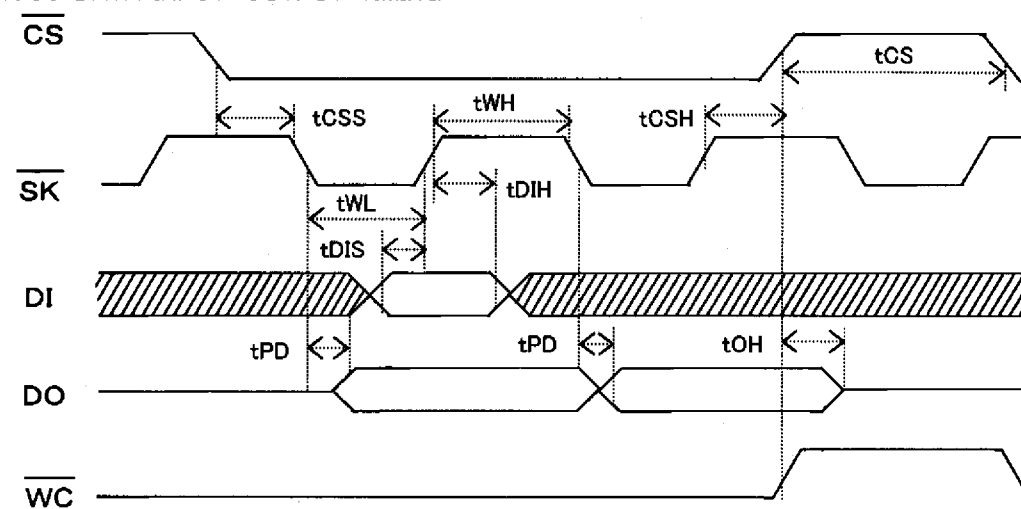 CS
tCS
tCSS
tWH
tCSH
SK
tWL
tDIH
tDIS
DI
tPD
tPD
tOH
DO
WC